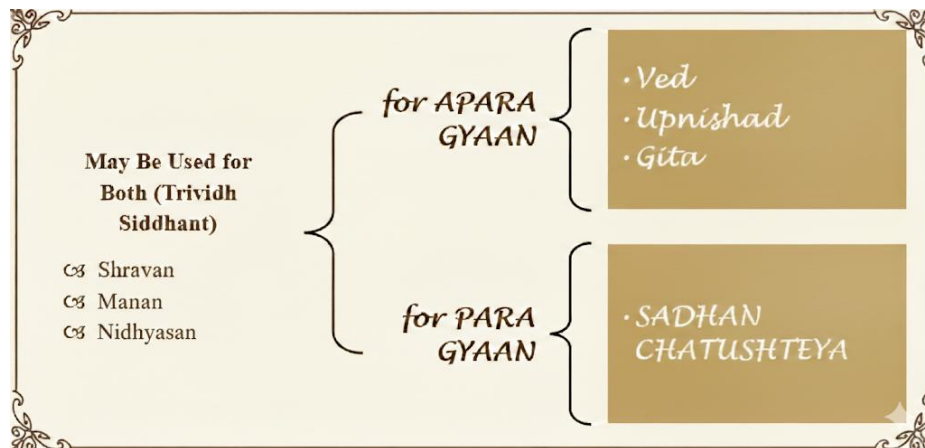 May Be Used for
Both (Trividh
Siddhant)
Shravan
Manan
Nidhyasan
for APARA
GYAAN
• Ved
• Upnishad
• Gita
for PARA
GYAAN
• SADHAN
CHATUSHTEYA